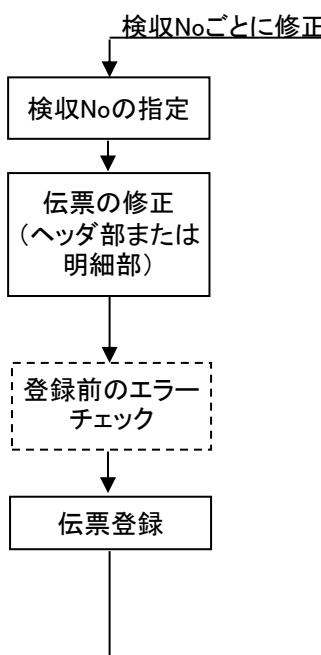 検収Noごとに修正
検収Noの指定
伝票の修正
（ヘッダ部または
明細部）
登録前のエラー
チェック
伝票登録